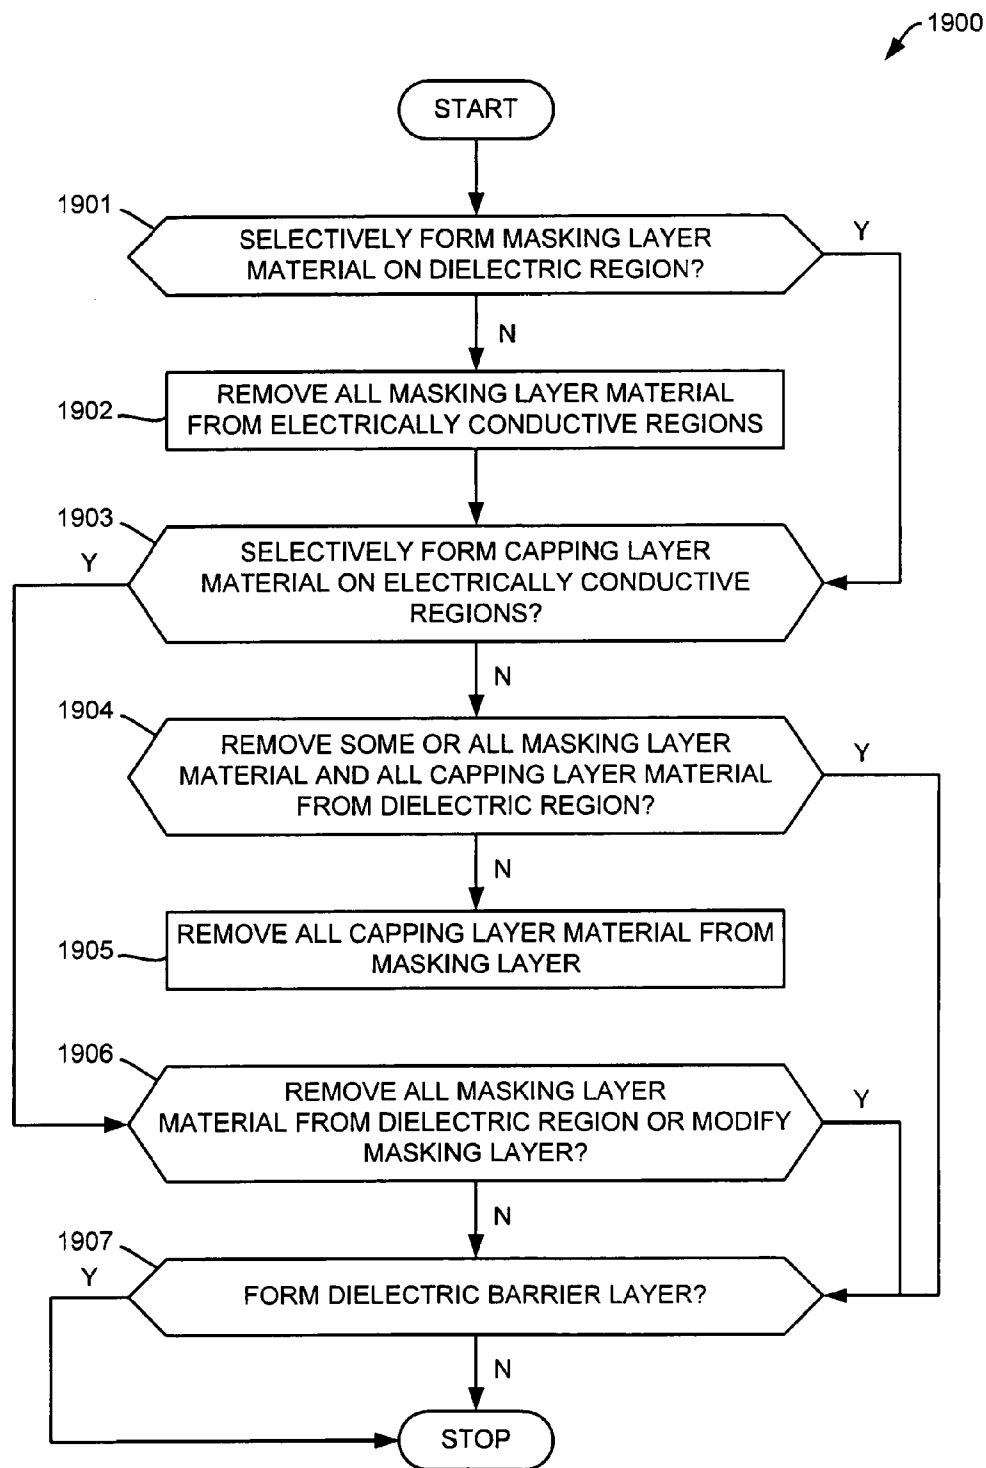 1900
START
1901
SELECTIVELY FORM MASKING LAYER
MATERIAL ON DIELECTRIC REGION?
Y
N
1902
REMOVE ALL MASKING LAYER MATERIAL
FROM ELECTRICALLY CONDUCTIVE REGIONS
1903
Y
SELECTIVELY FORM CAPPING LAYER
MATERIAL ON ELECTRICALLY CONDUCTIVE
REGIONS?
N
1904
REMOVE SOME OR ALL MASKING LAYER
MATERIAL AND ALL CAPPING LAYER MATERIAL
FROM DIELECTRIC REGION?
Y
N
1905
REMOVE ALL CAPPING LAYER MATERIAL FROM
MASKING LAYER
1906
REMOVE ALL MASKING LAYER
MATERIAL FROM DIELECTRIC REGION OR MODIFY
MASKING LAYER?
Y
N
1907
Y
FORM DIELECTRIC BARRIER LAYER?
N
STOP